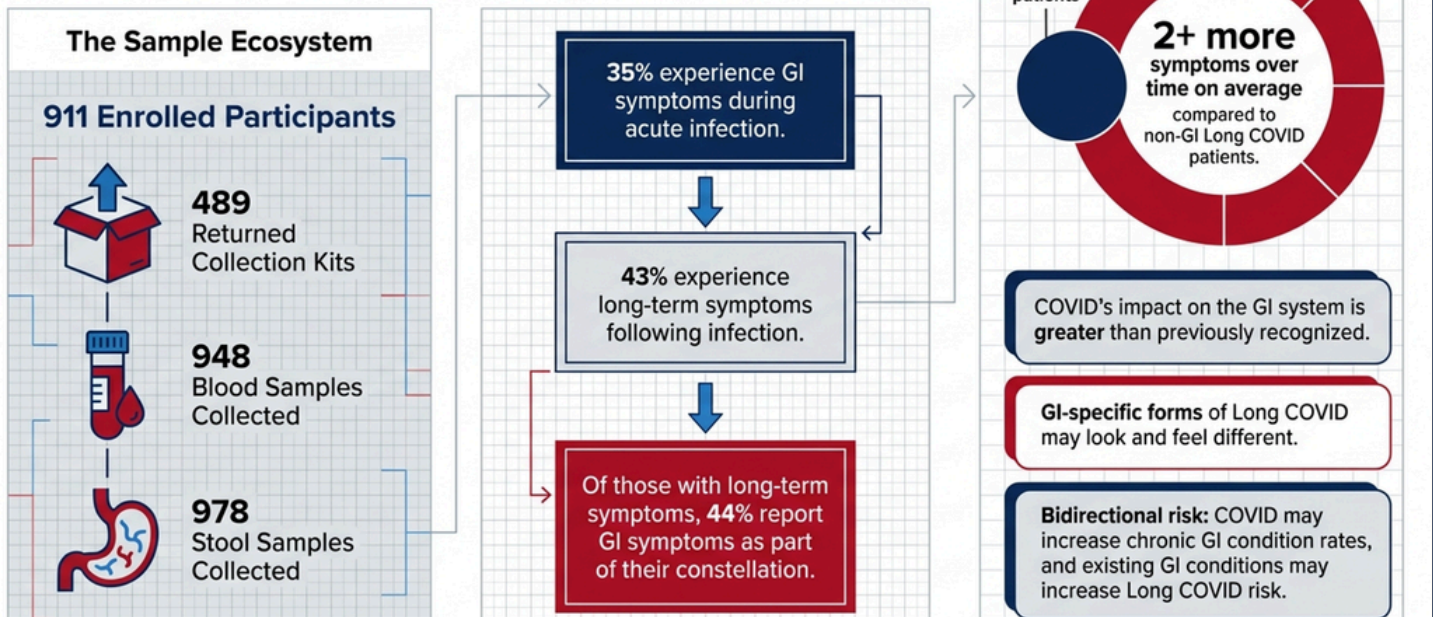 The Sample Ecosystem
911 Enrolled Participants
489
Returned
Collection Kits
948
Blood Samples
Collected
978
Stool Samples
Collected
35% experience GI
symptoms during
acute infection.
43% experience
long-term symptoms
following infection.
Of those with long-term
symptoms, 44% report
GI symptoms as part
of their constellation.
2+ more
symptoms over
time on average
compared to
non-GI Long COVID
patients.
COVID's impact on the GI system is
greater than previously recognized.
GI-specific forms of Long COVID
may look and feel different.
Bidirectional risk: COVID may
increase chronic GI condition rates,
and existing GI conditions may
increase Long COVID risk.